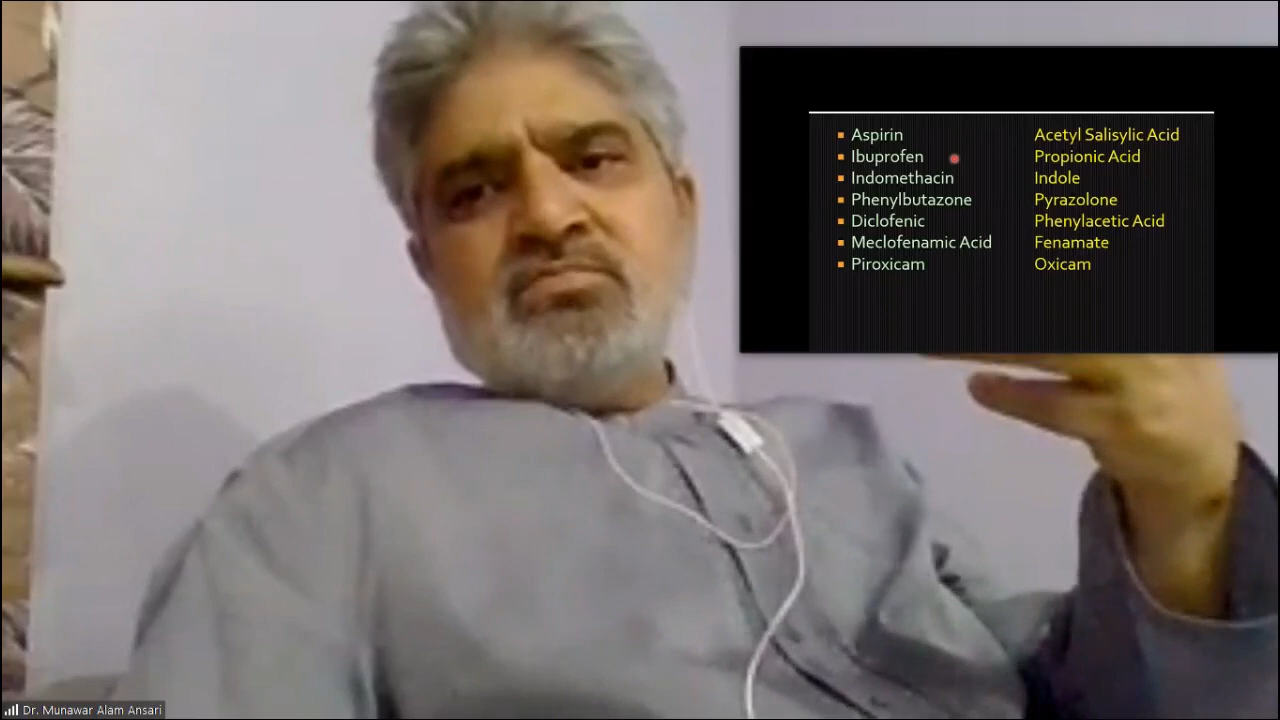 Aspirin Acetyl Salisylic Acid
Ibuprofen Propionic Acid
Indomethacin Indole
Phenylbutazone Pyrazolone
Diclofenic Phenylacetic Acid
Meclofenamic Acid Fenamate
Piroxicam Oxicam
Dr. Munawar Alam Ansari